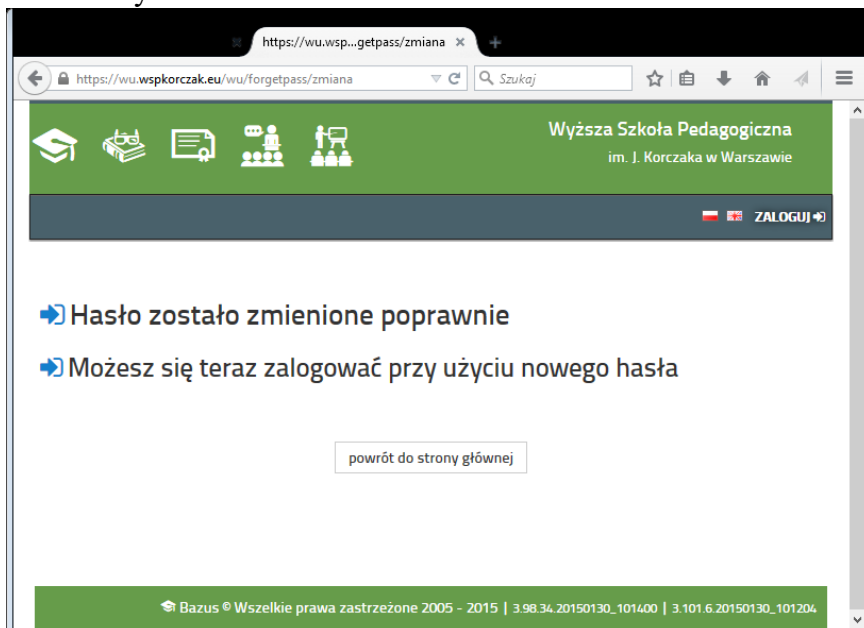 https://wu.wsp...getpass/zmiana
https://wu.wspkorczak.eu/wu/forgetpass/zmiana
Szukaj
Wyższa Szkoła Pedagogiczna
im. J. Korczaka w Warszawie
ZALOGUJ
Hasło zostało zmienione poprawnie
Możesz się teraz zalogować przy użyciu nowego hasła
powrót do strony głównej
Bazus © Wszelkie prawa zastrzeżone 2005 - 2015 | 3.98.34.20150130_101400 | 3.101.6.20150130_101204